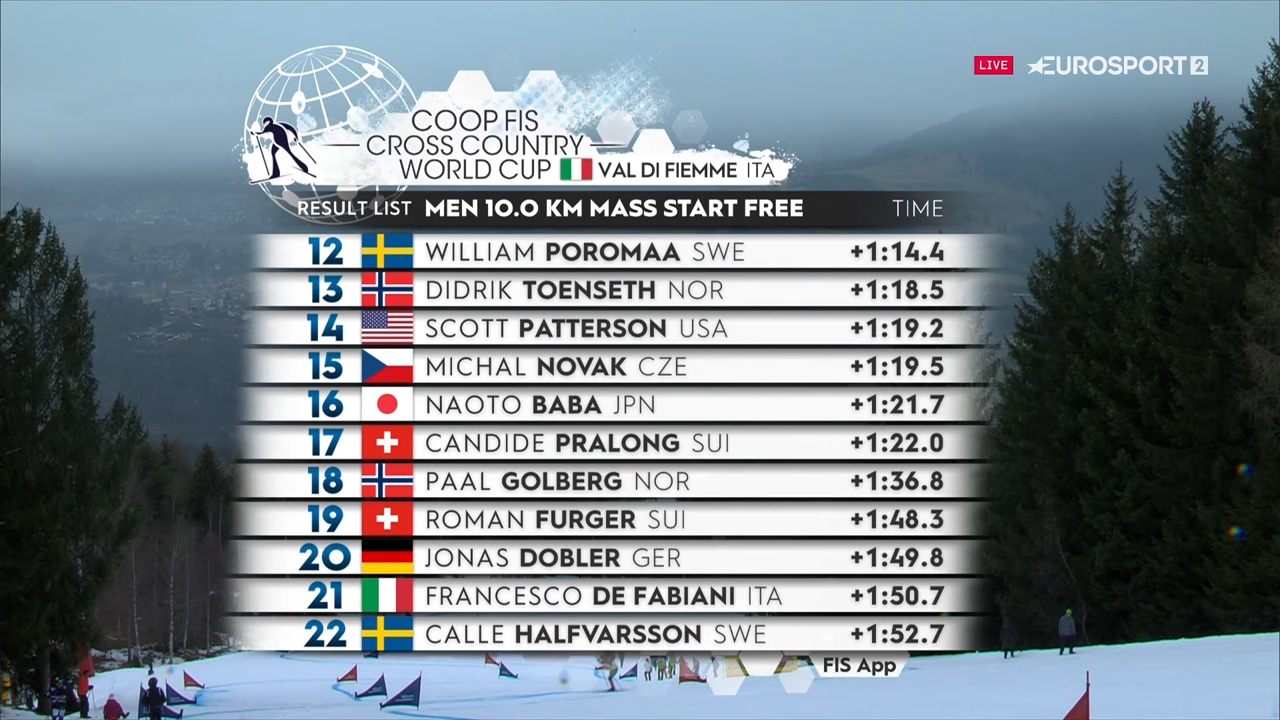 LIVE EUROSPORT 2
COOP FIS
CROSS COUNTRY
WORLD CUP VAL DI FIEMME ITA
RESULT LIST MEN 10.0 KM MASS START FREE TIME
12 WILLIAM POROMAA SWE +1:14.4
13 DIDRIK TOENSETH NOR +1:18.5
14 SCOTT PATTERSON USA +1:19.2
15 MICHAL NOVAK CZE +1:19.5
16 NAOTO BABA JPN +1:21.7
17 CANDIDE PRALONG SUI +1:22.0
18 PAAL GOLBERG NOR +1:36.8
19 ROMAN FURGER SUI +1:48.3
20 JONAS DOBLER GER +1:49.8
21 FRANCESCO DE FABIANI ITA +1:50.7
22 CALLE HALFVARSSON SWE +1:52.7
FIS App